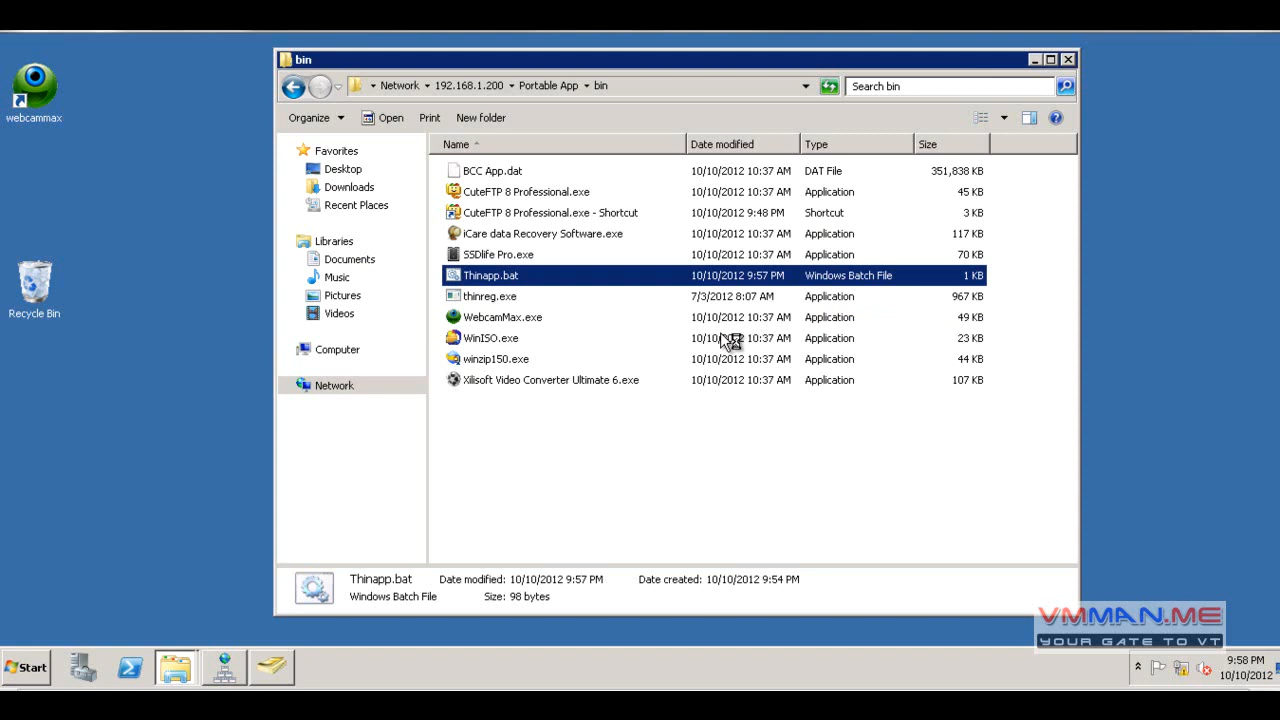 webcammax
Recycle Bin
bin
Network 192.168.1.200 Portable App bin
Search bin
Organize Open Print New folder
Favorites
Desktop
Downloads
Recent Places
Libraries
Documents
Music
Pictures
Videos
Computer
Network
Name Date modified Type Size
BCC App.dat 10/10/2012 10:37 AM DAT File 351,838 KB
CuteFTP 8 Professional.exe 10/10/2012 10:37 AM Application 45 KB
CuteFTP 8 Professional.exe - Shortcut 10/10/2012 9:48 PM Shortcut 3 KB
iCare data Recovery Software.exe 10/10/2012 10:37 AM Application 117 KB
SSDlife Pro.exe 10/10/2012 10:37 AM Application 70 KB
Thinapp.bat 10/10/2012 9:57 PM Windows Batch File 1 KB
thinreg.exe 7/3/2012 8:07 AM Application 967 KB
WebcamMax.exe 10/10/2012 10:37 AM Application 49 KB
WinISO.exe 10:37 AM Application 23 KB
winzip150.exe 10/10/2012 10:37 AM Application 44 KB
Xilisoft Video Converter Ultimate 6.exe 10/10/2012 10:37 AM Application 107 KB
Thinapp.bat Date modified: 10/10/2012 9:57 PM Date created: 10/10/2012 9:54 PM
Windows Batch File Size: 98 bytes
VMMAN.ME
YOUR GATE TO VT
Start
9:58 PM
10/10/2012